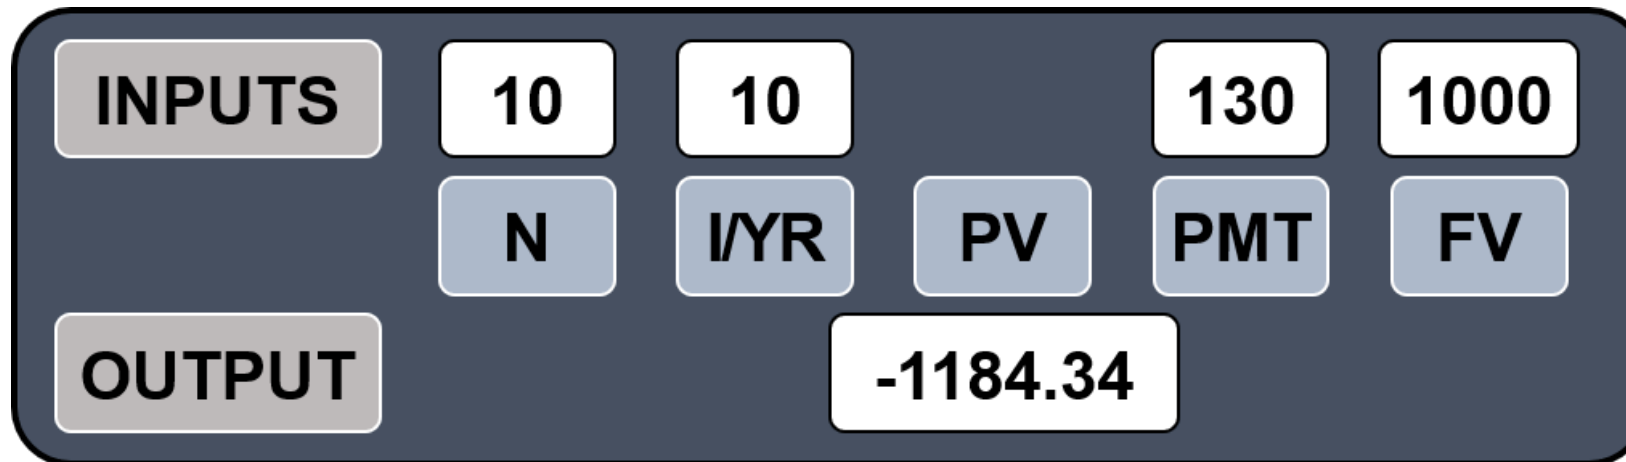 INPUTS 10 10 130 1000
N I/YR PV PMT FV
OUTPUT -1184.34